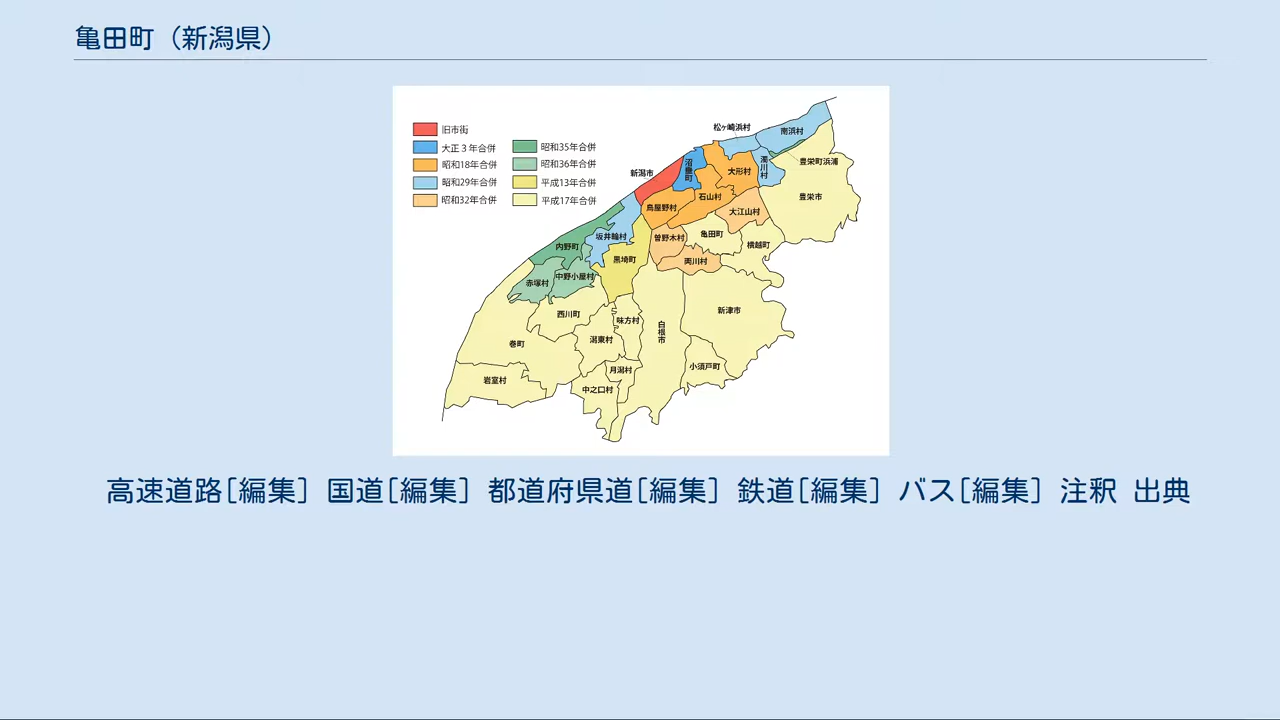 亀田町（新潟県）
旧市街
大正３年合併
昭和18年合併
昭和29年合併
昭和32年合併
昭和35年合併
昭和36年合併
平成13年合併
平成17年合併
松ヶ崎浜村
南浜村
新潟市
沼垂町
大形村
濁川村
豊栄町浜浦
豊栄市
石山村
鳥屋野村
大江山村
坂井輪村
曽野木村
亀田町
横越町
内野町
黒埼町
両川村
赤塚村
中野小屋村
西川町
味方村
白根市
新津市
巻町
潟東村
月潟村
小須戸町
岩室村
中之口村
高速道路[編集] 国道[編集] 都道府県道[編集] 鉄道[編集] バス[編集] 注釈 出典